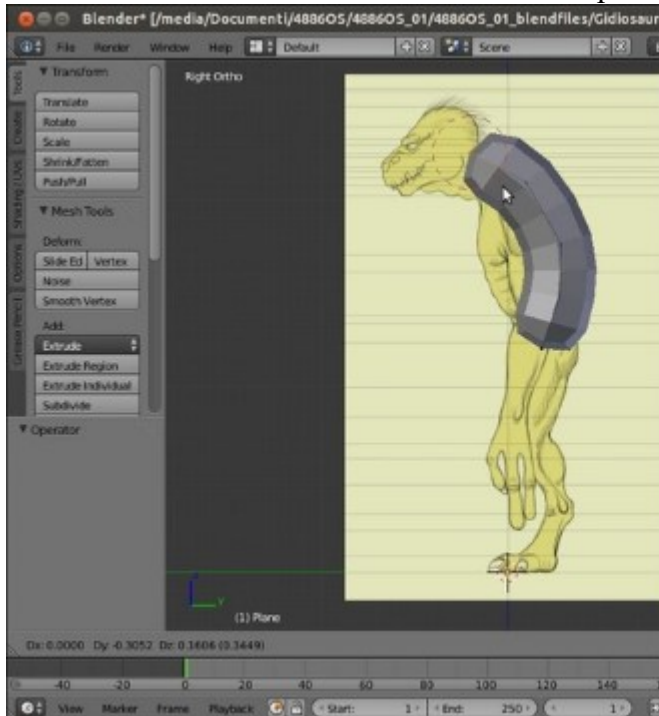 Blender* [/media/Documenti/4886OS/4886OS_01/4886OS_01_blendfiles/Gidiosaur
File Render Window Help Default Scene
Tools
Create
Shading / UVs
Options
Grease Pencil
Transform
Translate
Rotate
Scale
Shrink/Fatten
Push/Pull
Mesh Tools
Deform:
Slide Ed Vertex
Noise
Smooth Vertex
Add:
Extrude
Extrude Region
Extrude Individual
Subdivide
Operator
Right Ortho
Z
Y
(1) Plane
Dx: 0.0000 Dy: -0.3052 Dz: 0.1606 (0.3449)
-40 -20 0 20 40 60 80 100 120 140
View Marker Frame Playback Start: 1 End: 250 1